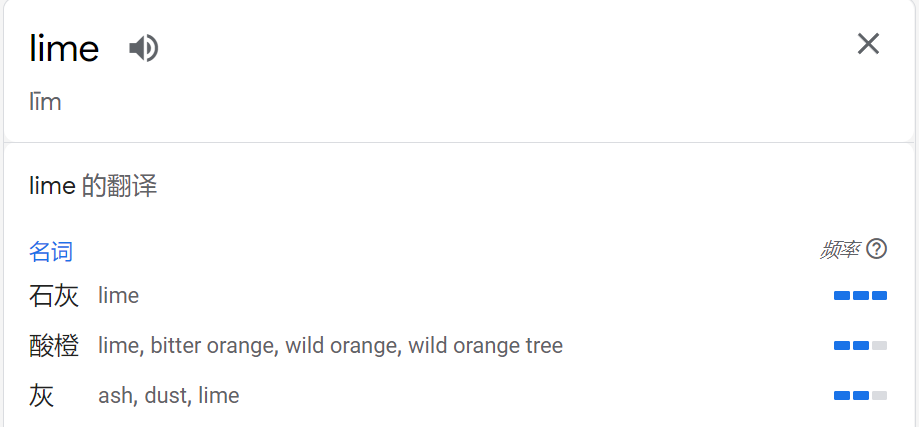 lime
līm
lime 的翻译
名词 频率
石灰 lime
酸橙 lime, bitter orange, wild orange, wild orange tree
灰 ash, dust, lime